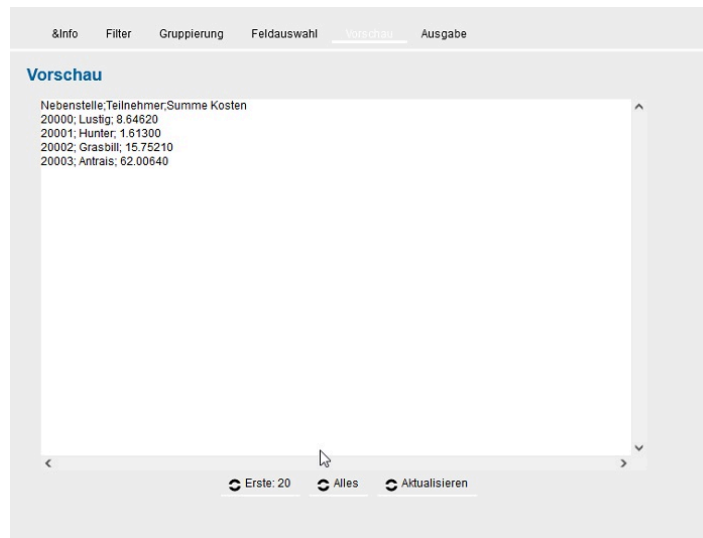 &Info Filter Gruppierung Feldauswahl Vorschau Ausgabe
Vorschau
Nebenstelle;Teilnehmer;Summe Kosten
20000; Lustig; 8.64620
20001; Hunter; 1.61300
20002; Grasbill; 15.75210
20003; Antrais; 62.00640
Erste: 20 Alles Aktualisieren